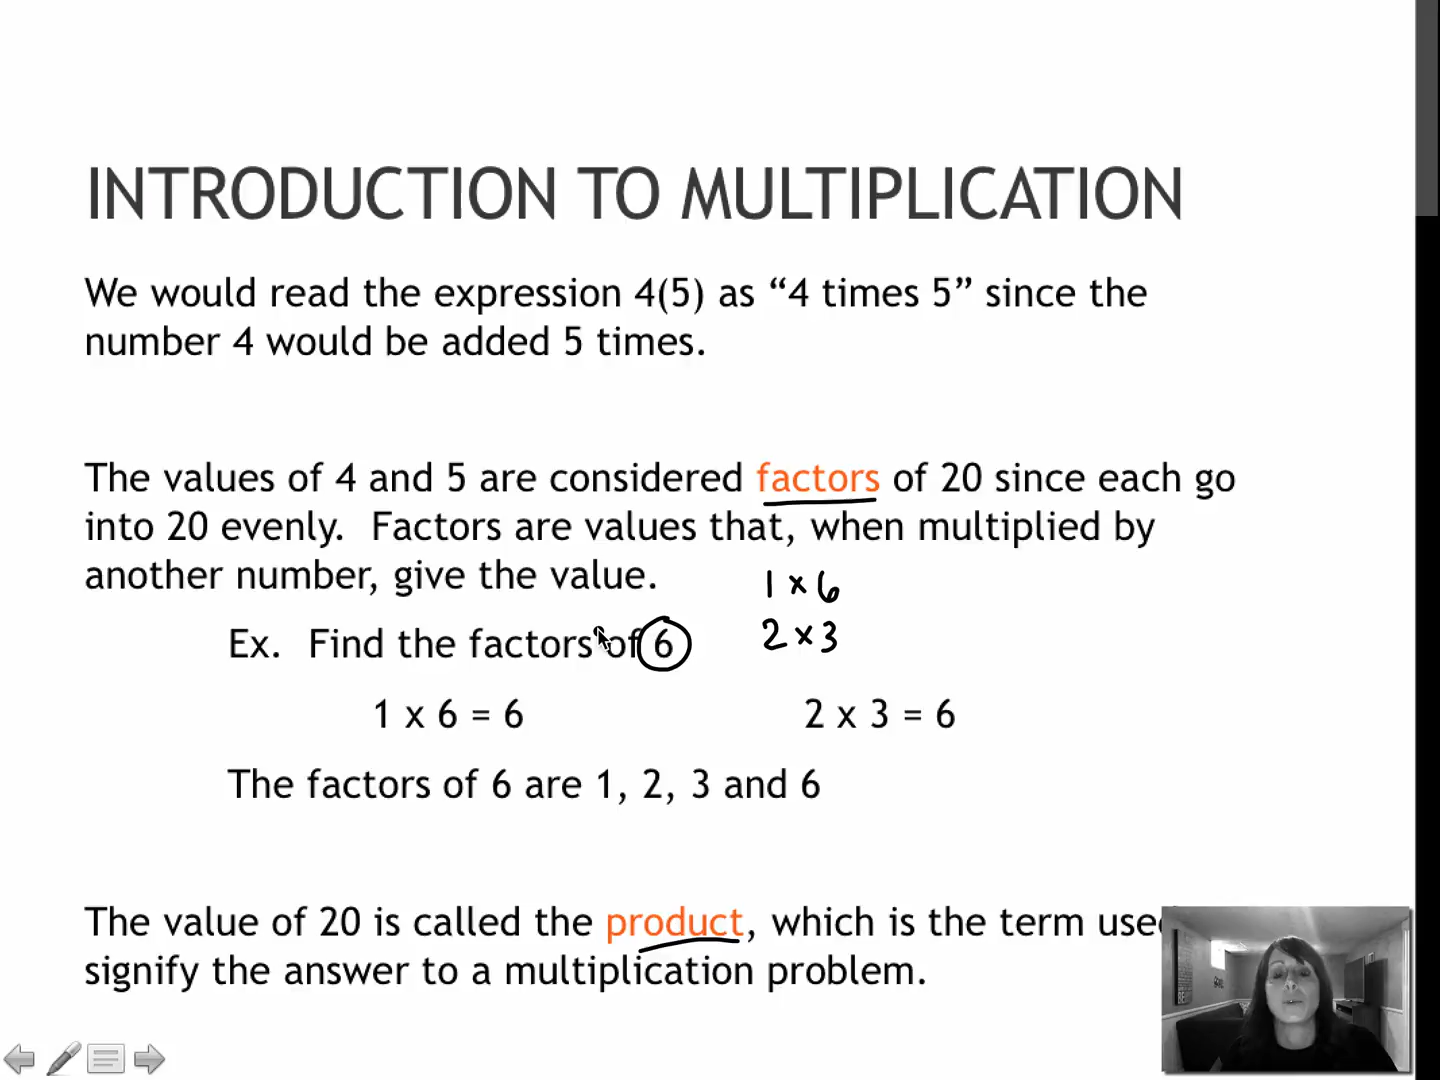 INTRODUCTION TO MULTIPLICATION
We would read the expression 4(5) as “4 times 5” since the
number 4 would be added 5 times.
The values of 4 and 5 are considered factors of 20 since each go
into 20 evenly.  Factors are values that, when multiplied by
another number, give the value.
1 x 6
2 x 3
Ex.  Find the factors of 6
1 x 6 = 6
2 x 3 = 6
The factors of 6 are 1, 2, 3 and 6
The value of 20 is called the product, which is the term
signify the answer to a multiplication problem.